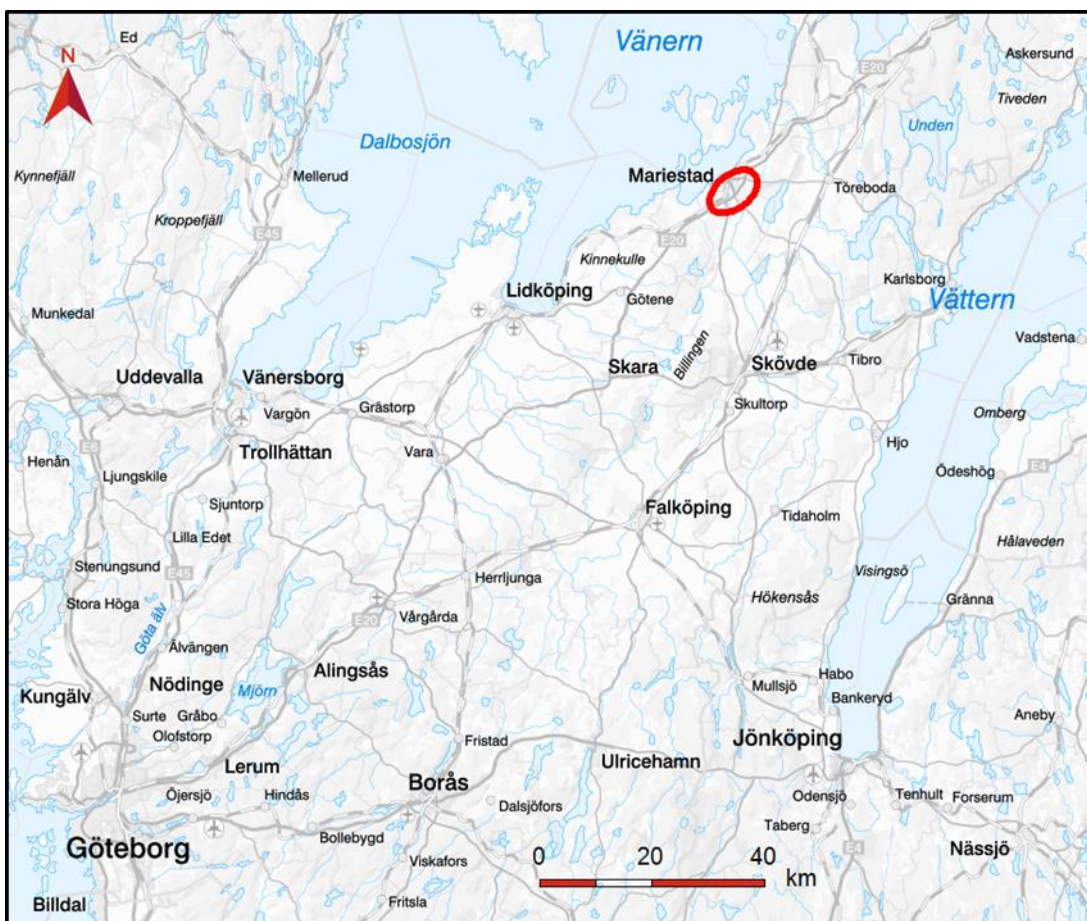 Ed
Vänern
Askersund
N
E20
Tiveden
Unden
Dalbosjön
Kynnefjäll
Mellerud
Mariestad
Töreboda
Kroppefjäll
E45
E20
Kinnekulle
Karlsborg
Lidköping
Götene
Vättern
Munkedal
Billingen
Vadstena
Uddevalla
Vänersborg
Skara
Skövde
Tibro
Vargön
Grästorp
Skultorp
Omberg
E6
Trollhättan
Vara
Hjo
Henån
Ljungskile
Ödeshög
E4
Sjuntorp
Falköping
Tidaholm
Lilla Edet
Hålaveden
Stenungsund
E45
Herrljunga
Visingsö
Stora Höga
Hökensås
Gränna
Göta älv
E20
Vårgårda
Älvängen
Alingsås
Nödinge
Mjörn
Mullsjö
Habo
Kungälv
Bankeryd
Surte
Gråbo
Aneby
Olofstorp
Fristad
Jönköping
Lerum
Ulricehamn
Borås
Öjersjö
Hindås
Dalsjöfors
Odensjö
Tenhult
Forserum
Bollebygd
Taberg
Göteborg
Viskafors
0 20 40
km
E4
Nässjö
Billdal
Fritsla